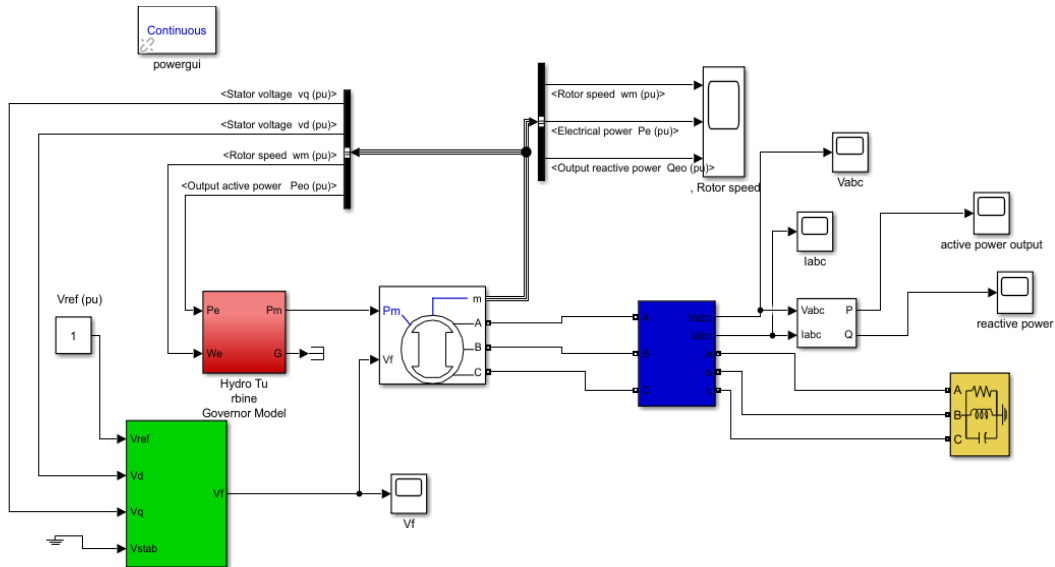 Continuous
powergui
<Stator voltage vq (pu)>
<Stator voltage vd (pu)>
<Rotor speed wm (pu)>
<Output active power Peo (pu)>
<Rotor speed wm (pu)>
<Electrical power Pe (pu)>
<Output reactive power Qeo (pu)>
, Rotor speed
Vabc
Iabc
active power output
reactive power
Vref (pu)
1
Pe
Pm
We
G
Hydro Tu
rbine
Governor Model
Pm
m
A
B
C
Vf
A
B
C
Vabc
Iabc
a
b
c
Vabc
P
Iabc
Q
A
B
C
Vref
Vd
Vq
Vstab
Vf
Vf